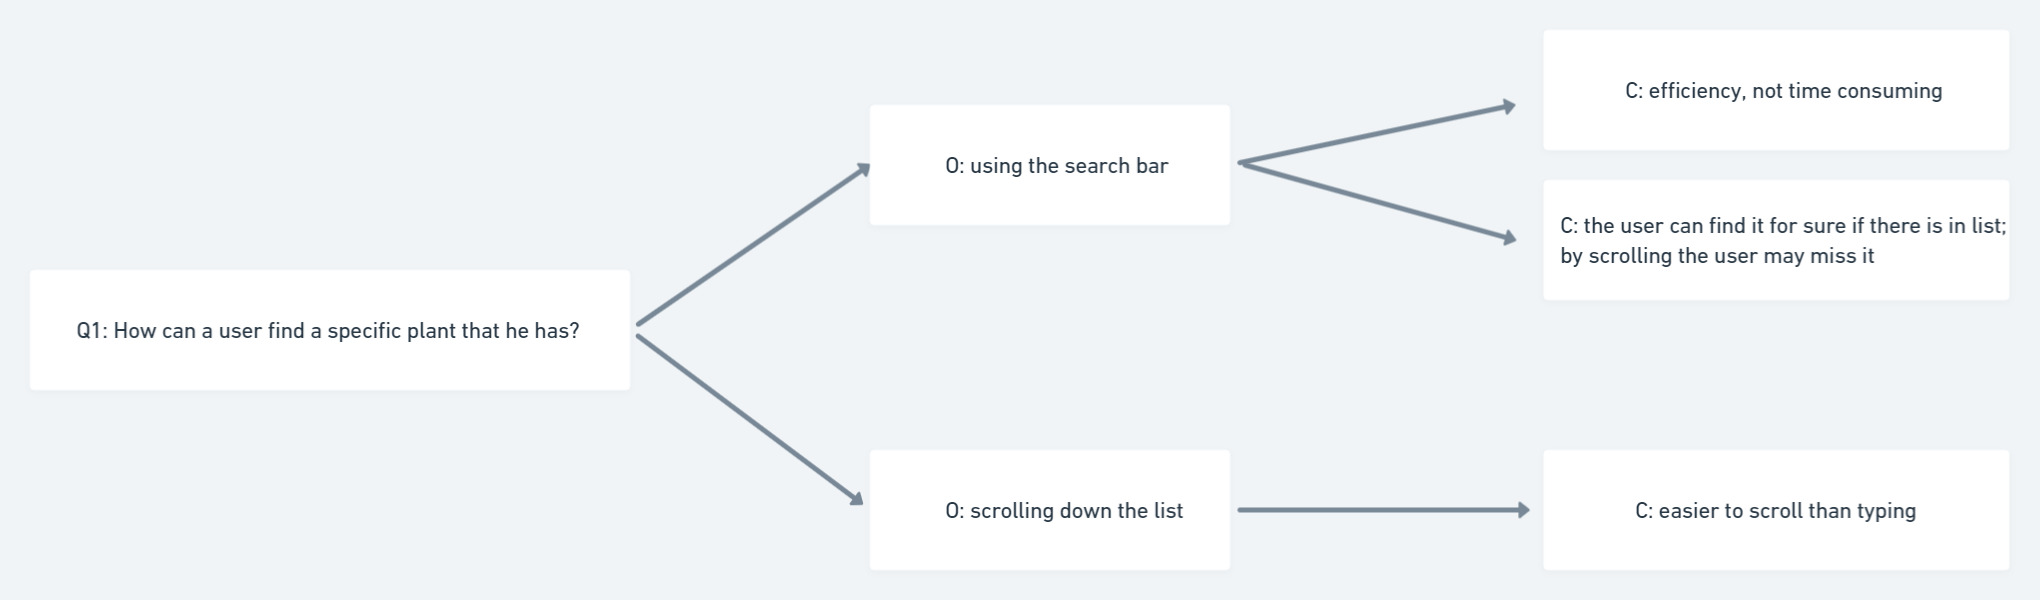 Q1: How can a user find a specific plant that he has?
O: using the search bar
C: efficiency, not time consuming
C: the user can find it for sure if there is in list;
by scrolling the user may miss it
O: scrolling down the list
C: easier to scroll than typing